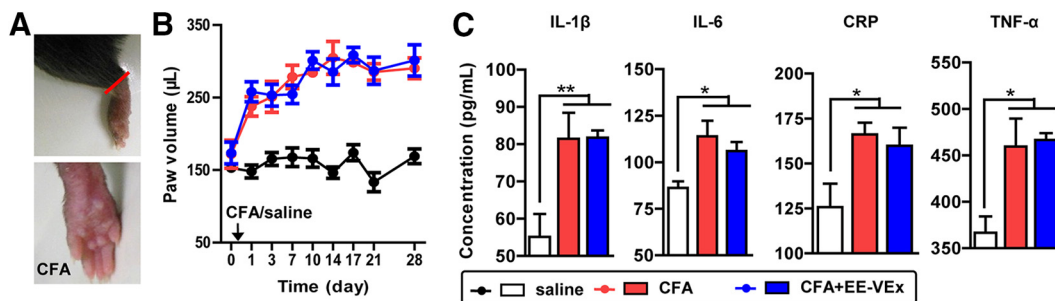 A
CFA
B
Paw volume (µL)
350
250
150
50
CFA/saline
0 1 3 7 10 14 17 21 28
Time (day)
C
Concentration (pg/mL)
IL-1β
100
90
80
70
60
50
**
IL-6
150
125
100
75
50
*
CRP
200
175
150
125
100
*
TNF-α
500
450
400
350
*
saline CFA CFA+EE-VEx